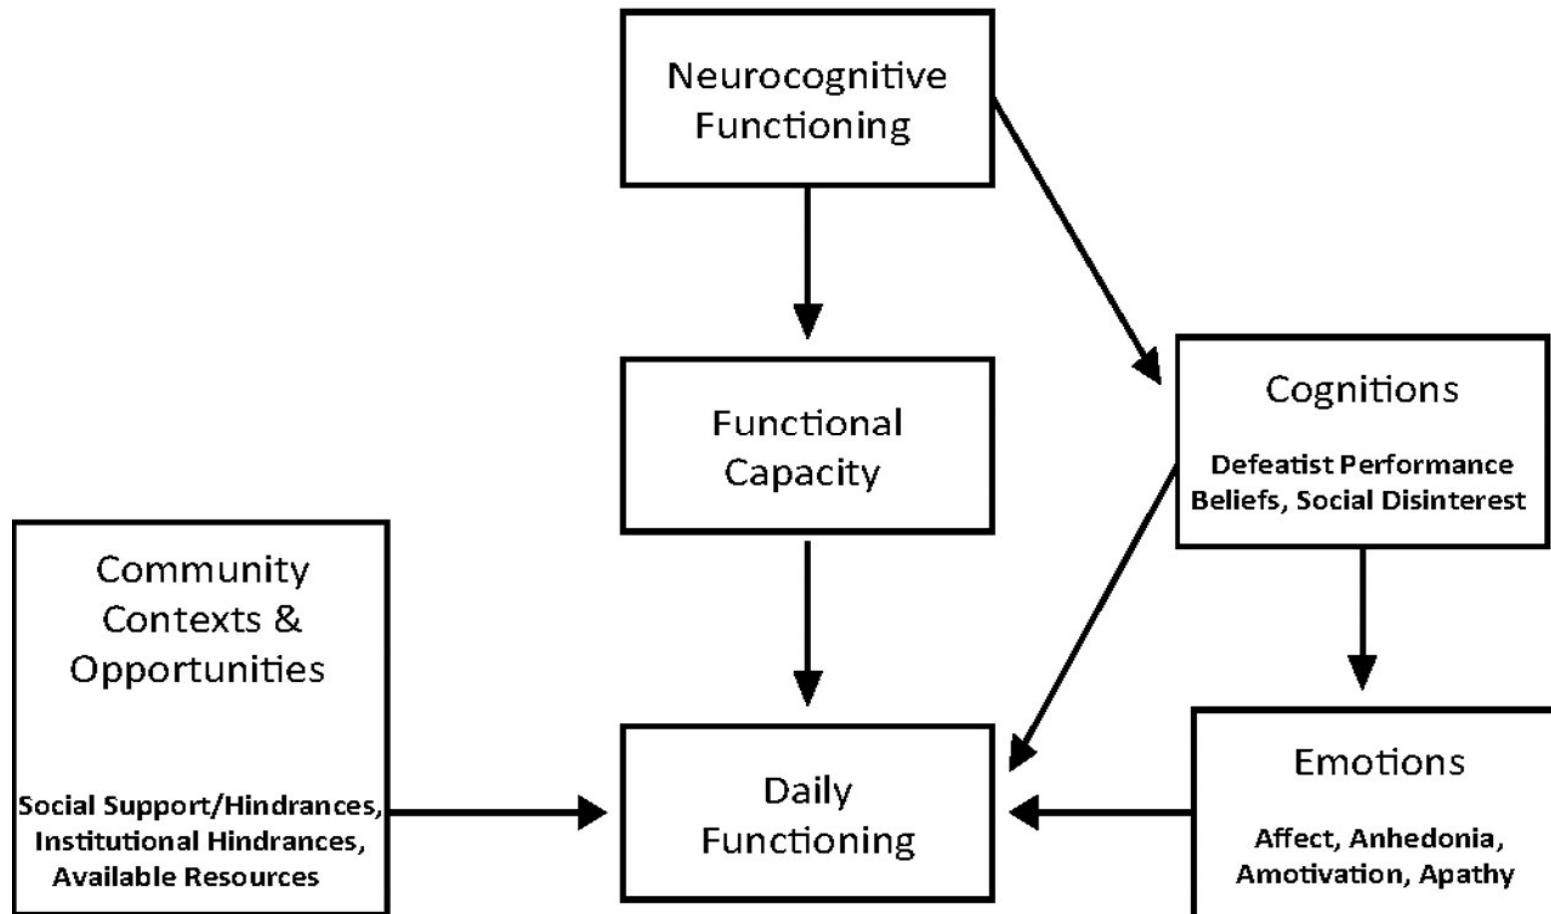 Neurocognitive
Functioning
Functional
Capacity
Cognitions
Defeatist Performance
Beliefs, Social Disinterest
Community
Contexts &
Opportunities
Social Support/Hindrances,
Institutional Hindrances,
Available Resources
Daily
Functioning
Emotions
Affect, Anhedonia,
Amotivation, Apathy